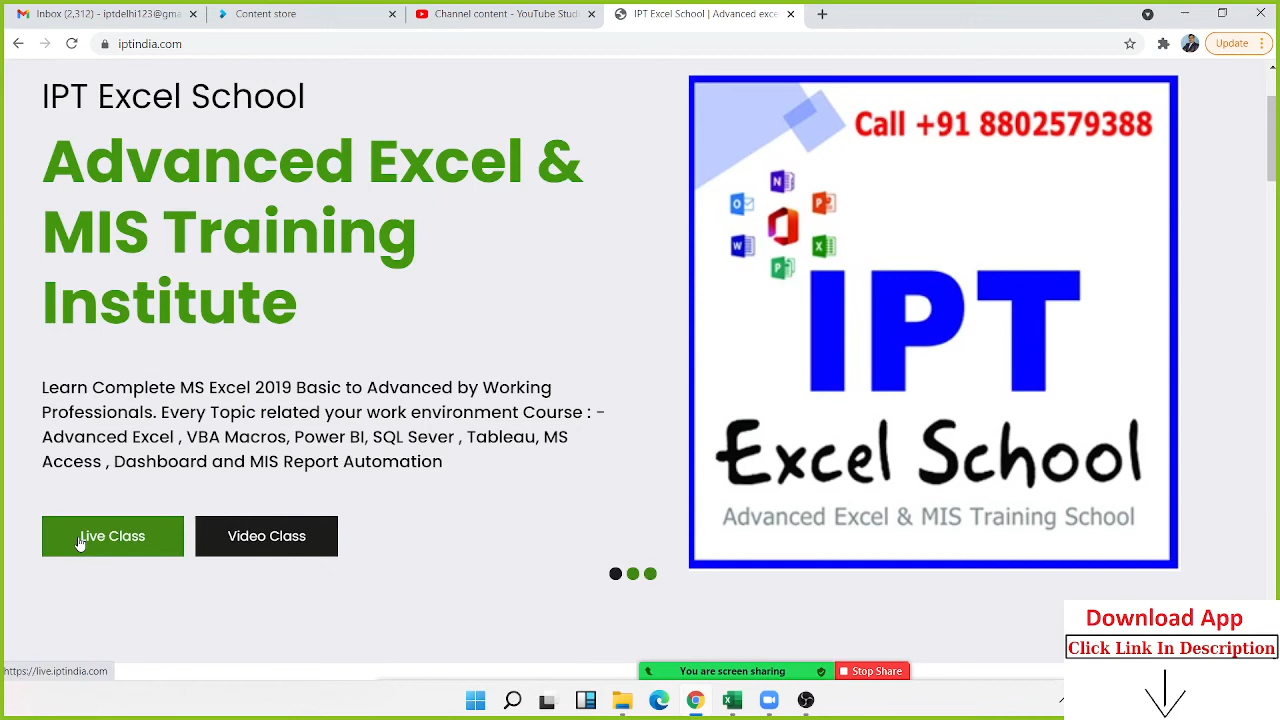 Inbox (2,312) - iptdelhi123@gma
Content store
Channel content - YouTube Stud
IPT Excel School | Advanced exce
iptindia.com
Update
IPT Excel School
Advanced Excel &
MIS Training
Institute
Learn Complete MS Excel 2019 Basic to Advanced by Working
Professionals. Every Topic related your work environment Course : -
Advanced Excel , VBA Macros, Power BI, SQL Sever , Tableau, MS
Access , Dashboard and MIS Report Automation
Live Class
Video Class
Call +91 8802579388
IPT
Excel School
Advanced Excel & MIS Training School
https://live.iptindia.com
You are screen sharing
Stop Share
Download App
Click Link In Description